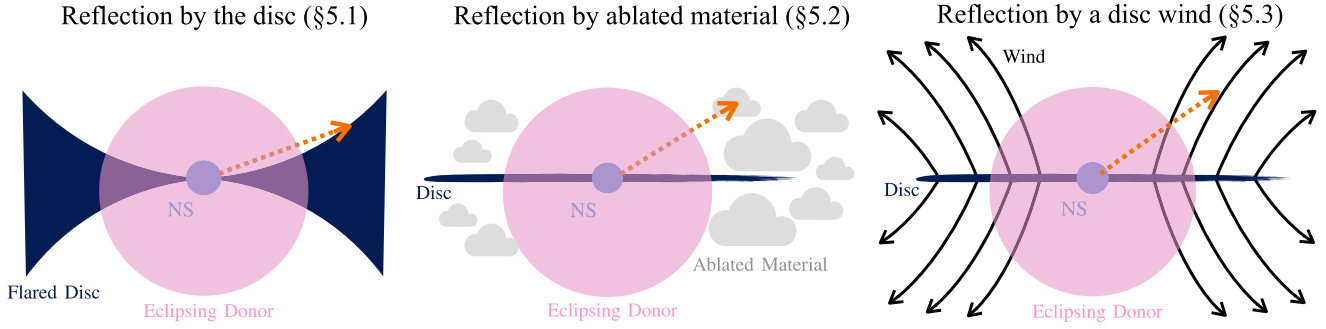 Reflection by the disc (§5.1)
NS
Flared Disc
Eclipsing Donor
Reflection by ablated material (§5.2)
Disc
NS
Ablated Material
Eclipsing Donor
Reflection by a disc wind (§5.3)
Wind
Disc
NS
Eclipsing Donor